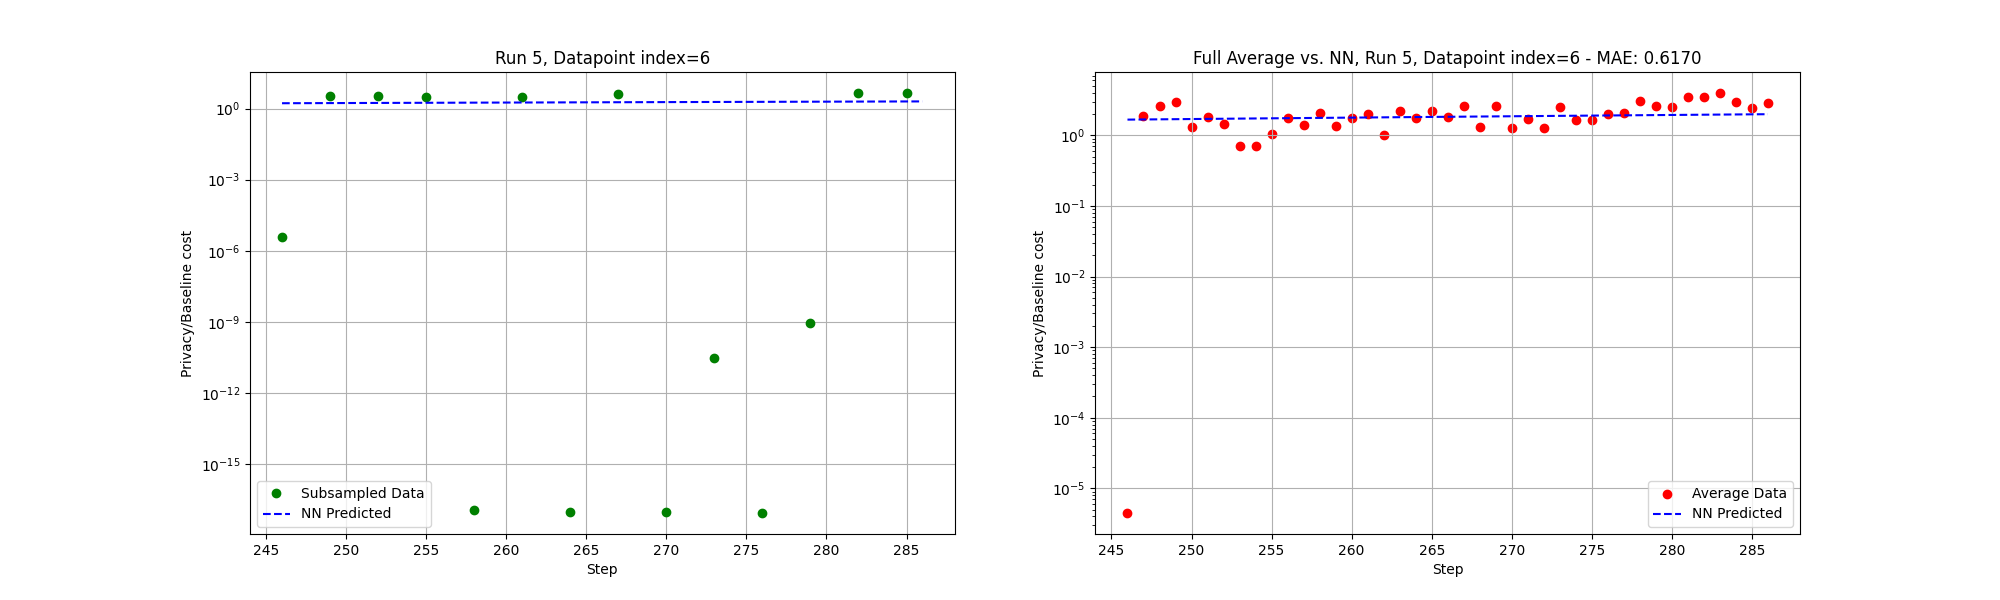 Run 5, Datapoint index=6
Privacy/Baseline cost
10^0
10^-3
10^-6
10^-9
10^-12
10^-15
Subsampled Data
NN Predicted
245 250 255 260 265 270 275 280 285
Step
Full Average vs. NN, Run 5, Datapoint index=6 - MAE: 0.6170
Privacy/Baseline cost
10^0
10^-1
10^-2
10^-3
10^-4
10^-5
Average Data
NN Predicted
245 250 255 260 265 270 275 280 285
Step